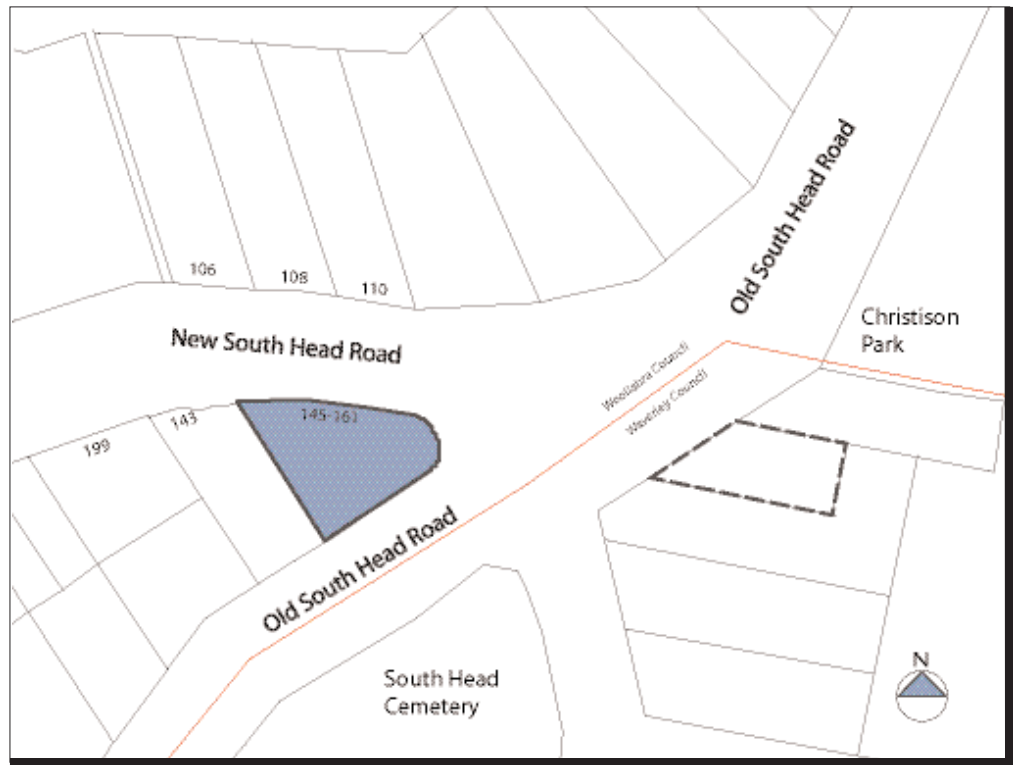 106
108
110
Old South Head Road
New South Head Road
Christison
Park
Woollahra Council
Waverley Council
145-161
143
199
Old South Head Road
South Head
Cemetery
N